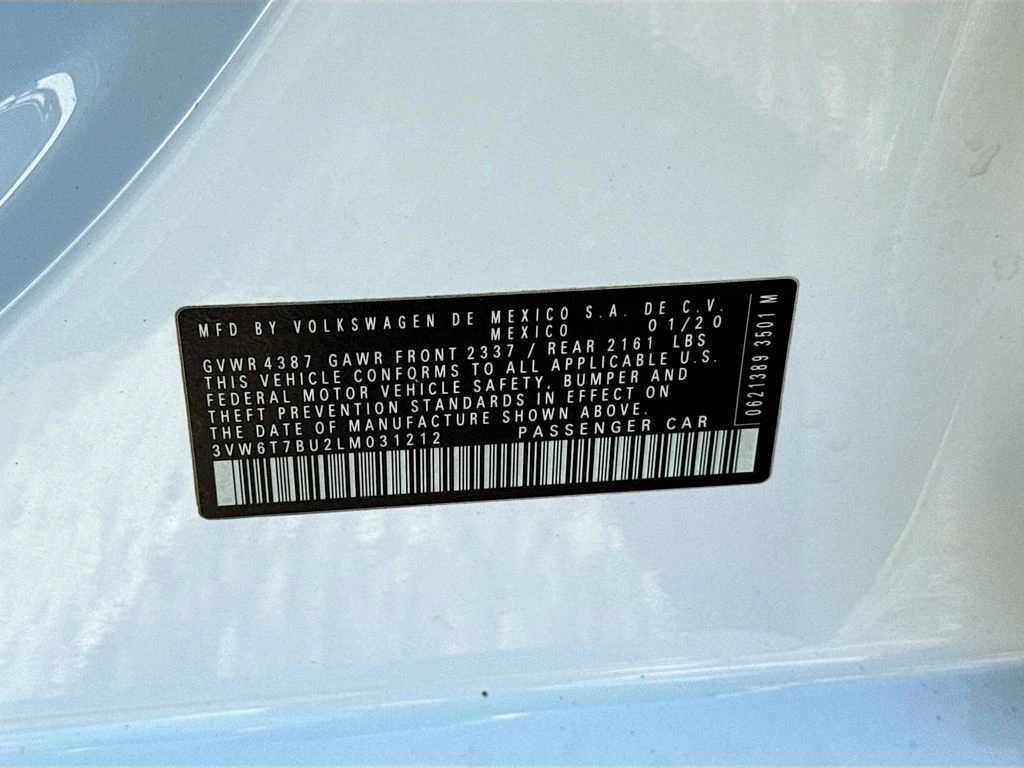 MFD BY VOLKSWAGEN DE MEXICO S.A. DE C.V.
MEXICO 01/20
GVWR 4387 GAWR FRONT 2337 / REAR 2161 LBS
THIS VEHICLE CONFORMS TO ALL APPLICABLE U.S.
FEDERAL MOTOR VEHICLE SAFETY, BUMPER AND
THEFT PREVENTION STANDARDS IN EFFECT ON
THE DATE OF MANUFACTURE SHOWN ABOVE.
3VW6T7BU2LM031212 PASSENGER CAR
0621389 3501 M